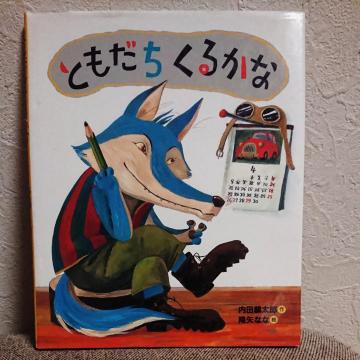 ともだち くるかな
4
内田麟太郎 作
降矢なな 絵